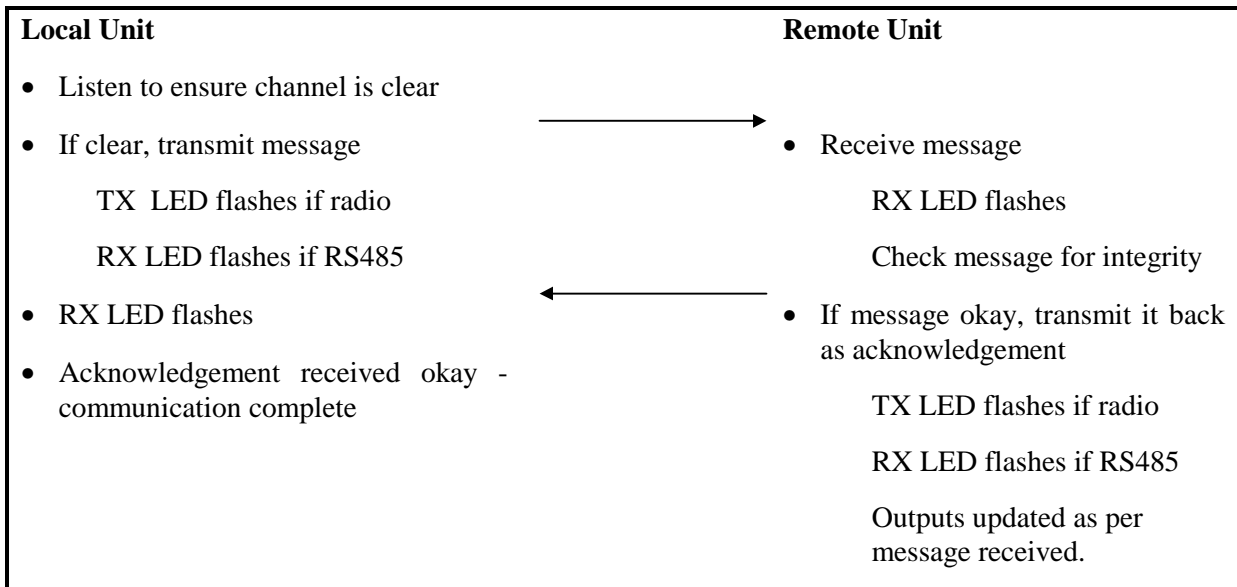 Local Unit
• Listen to ensure channel is clear
• If clear, transmit message
TX LED flashes if radio
RX LED flashes if RS485
• RX LED flashes
• Acknowledgement received okay -
communication complete
Remote Unit
• Receive message
RX LED flashes
Check message for integrity
• If message okay, transmit it back
as acknowledgement
TX LED flashes if radio
RX LED flashes if RS485
Outputs updated as per
message received.